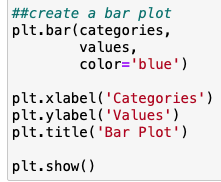 ##create a bar plot
plt.bar(categories,
        values,
        color='blue')

plt.xlabel('Categories')
plt.ylabel('Values')
plt.title('Bar Plot')

plt.show()